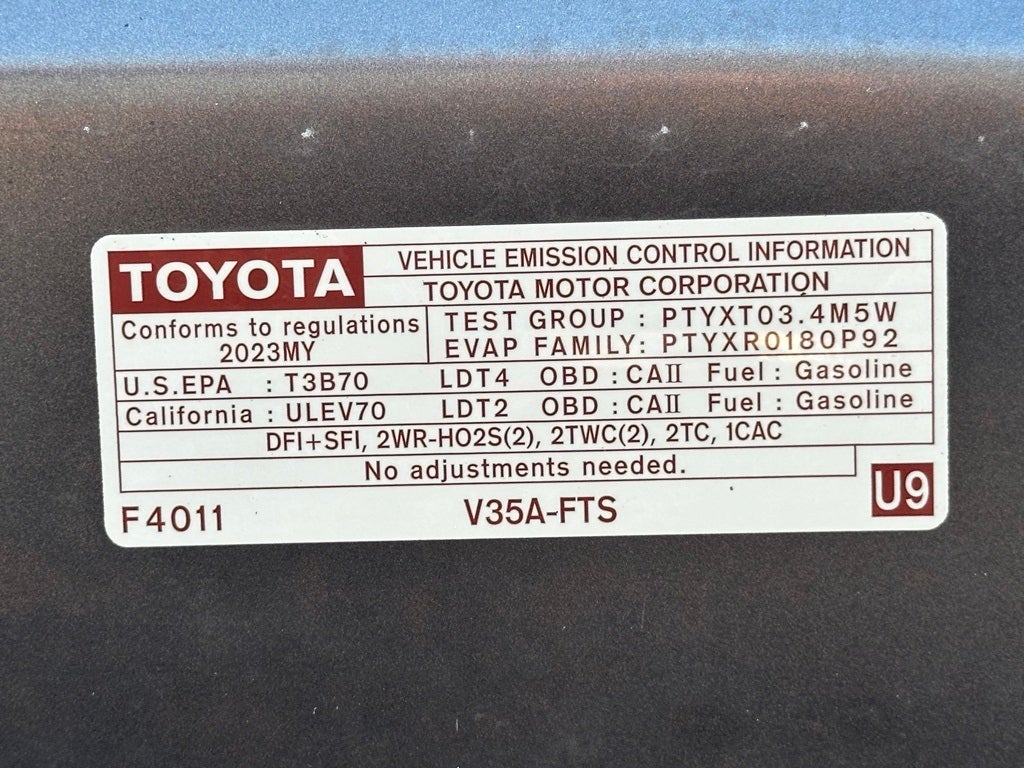 TOYOTA VEHICLE EMISSION CONTROL INFORMATION
TOYOTA MOTOR CORPORATION
Conforms to regulations
2023MY
TEST GROUP : PTYXT03.4M5W
EVAP FAMILY: PTYXR0180P92
U.S.EPA : T3B70 LDT4 OBD : CAII Fuel : Gasoline
California : ULEV70 LDT2 OBD : CAII Fuel : Gasoline
DFI+SFI, 2WR-HO2S(2), 2TWC(2), 2TC, 1CAC
No adjustments needed.
F4011 V35A-FTS U9